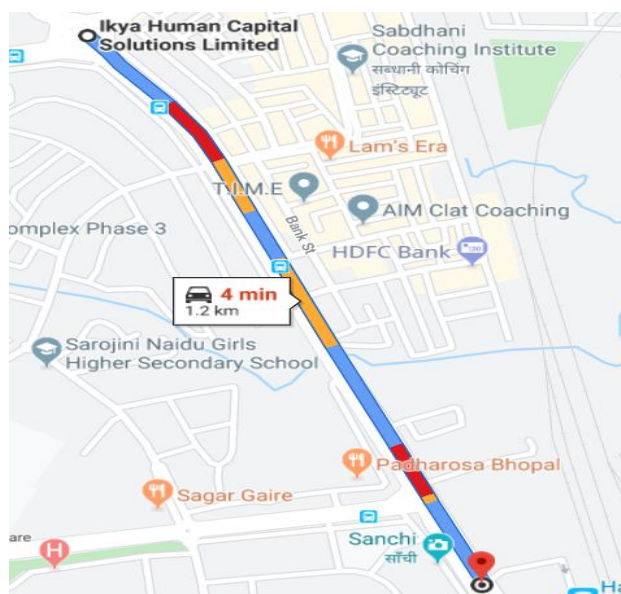 Ikya Human Capital
Solutions Limited
Sabdhani
Coaching Institute
सबधानी कोचिंग
इंस्टिट्यूट
Lam's Era
T.I.M.E
AIM Clat Coaching
omplex Phase 3
Bank St
HDFC Bank
4 min
1.2 km
Sarojini Naidu Girls
Higher Secondary School
Padharosa Bhopal
Sagar Gaire
Sanchi
साँची
are
H
Ha